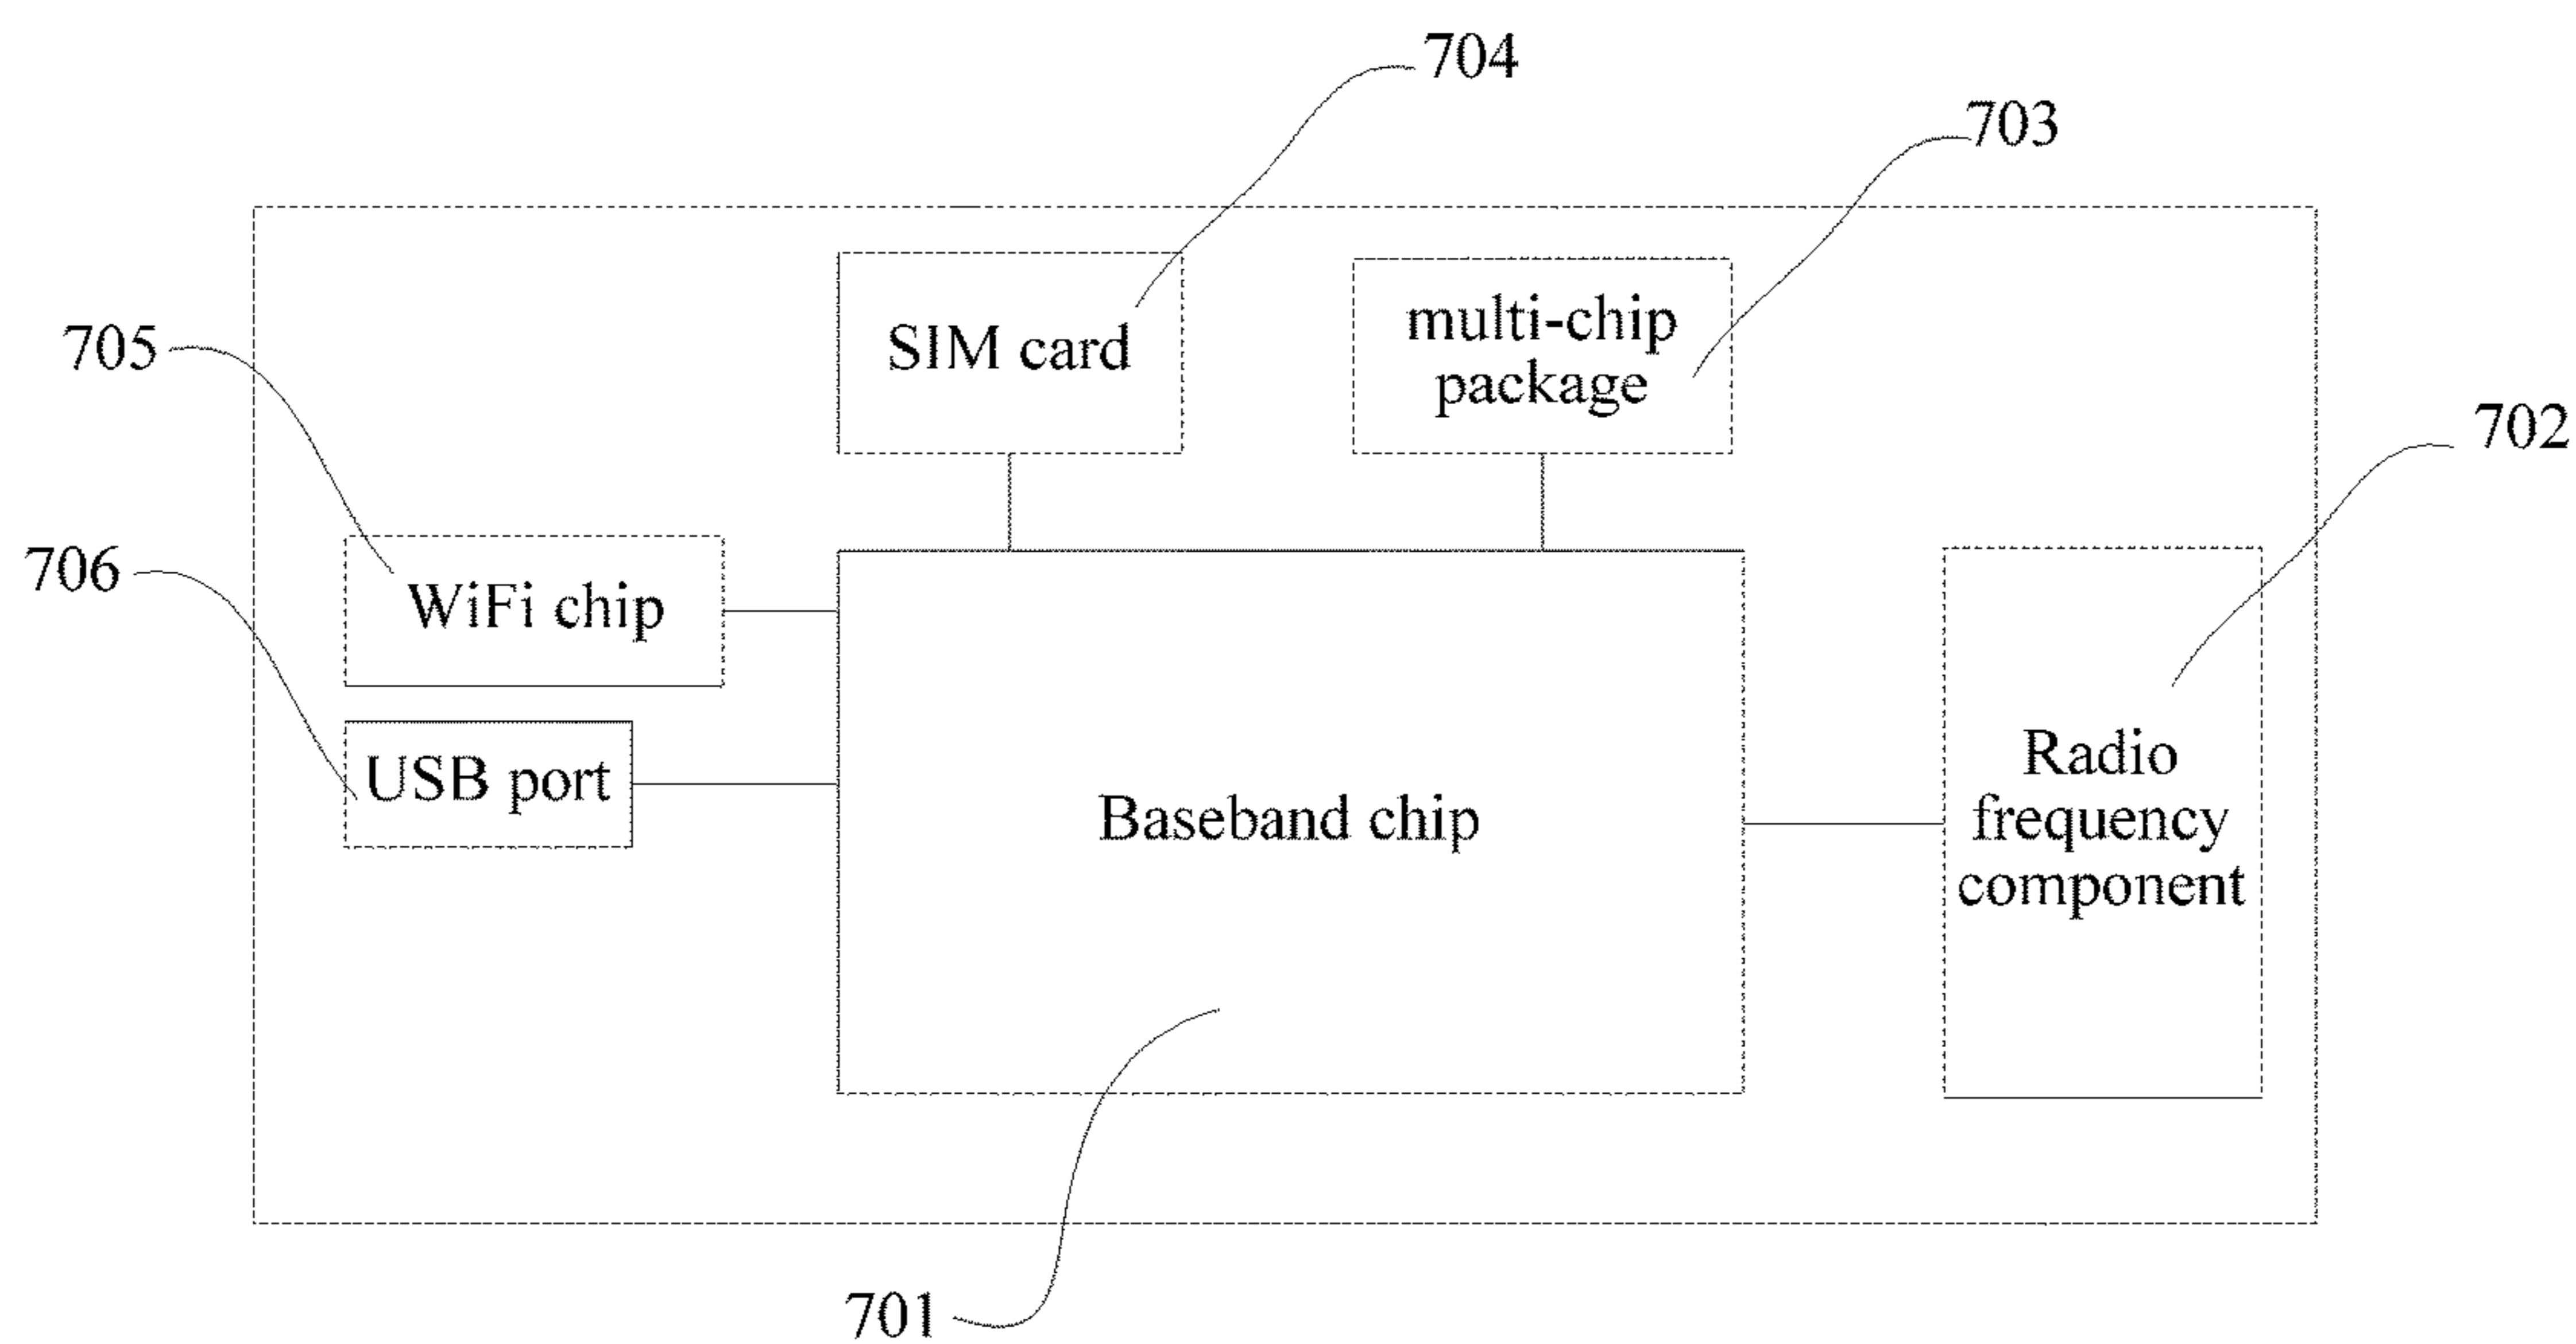 704
703
SIM card
multi-chip
package
705
702
706
WiFi chip
USB port
Baseband chip
Radio
frequency
component
701